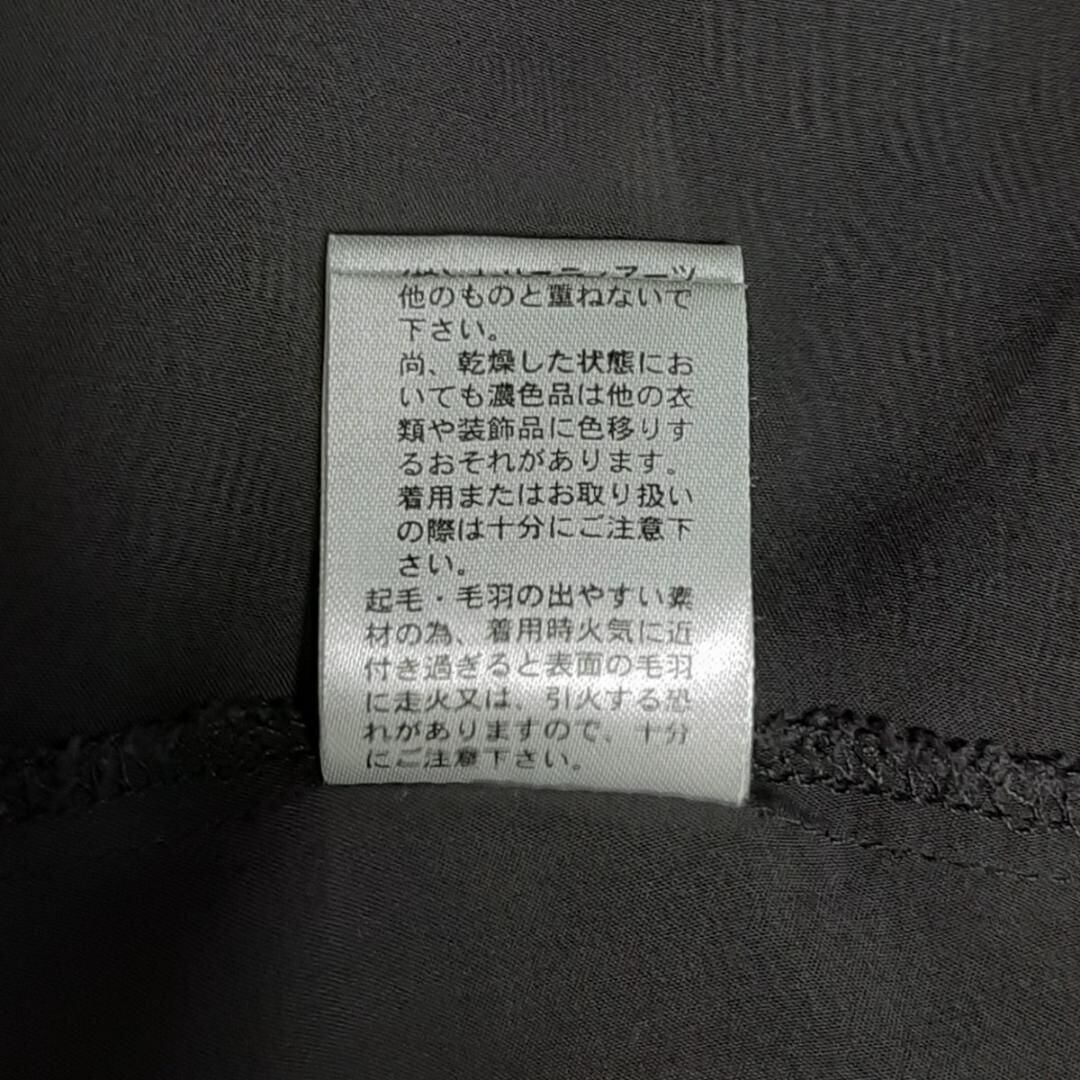 他のものと重ねないで
下さい。
尚、乾燥した状態にお
いても濃色品は他の衣
類や装飾品に色移りす
るおそれがあります。
着用またはお取り扱い
の際は十分にご注意下
さい。
起毛・毛羽の出やすい素
材の為、着用時火気に近
付き過ぎると表面の毛羽
に走火又は、引火する恐
れがありますので、十分
にご注意下さい。